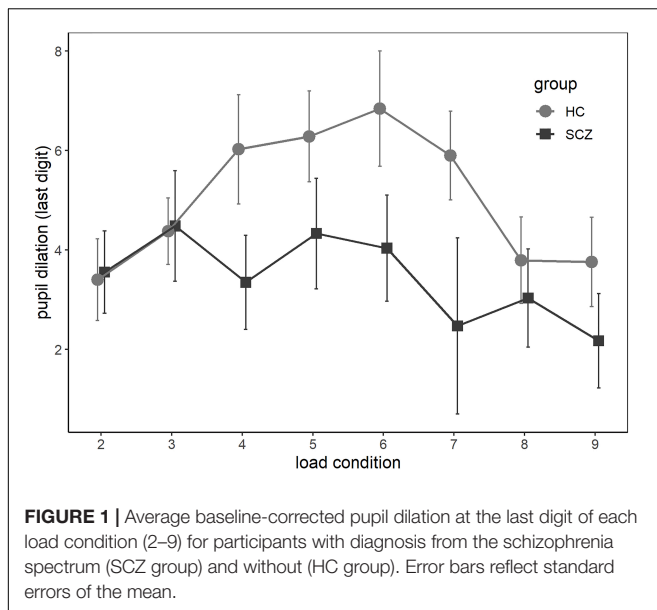 8
6
4
2
pupil dilation (last digit)
group
HC
SCZ
2 3 4 5 6 7 8 9
load condition
FIGURE 1 | Average baseline-corrected pupil dilation at the last digit of each
load condition (2–9) for participants with diagnosis from the schizophrenia
spectrum (SCZ group) and without (HC group). Error bars reflect standard
errors of the mean.